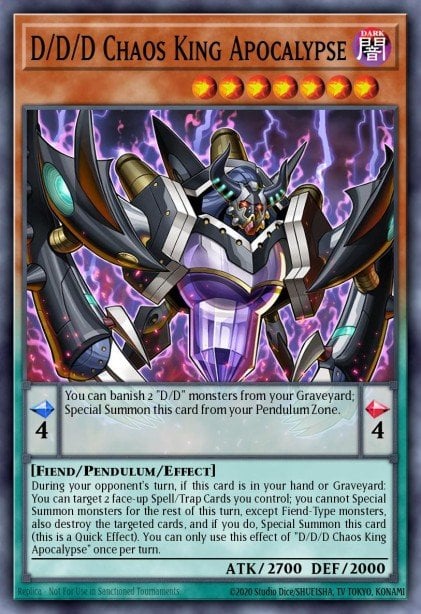 D/D/D Chaos King Apocalypse
DARK
闇
You can banish 2 "D/D" monsters from your Graveyard;
Special Summon this card from your Pendulum Zone.
4
4
[Fiend/Pendulum/Effect]
During your opponent's turn, if this card is in your hand or Graveyard:
You can target 2 face-up Spell/Trap Cards you control; you cannot Special
Summon monsters for the rest of this turn, except Fiend-Type monsters,
also destroy the targeted cards, and if you do, Special Summon this card
(this is a Quick Effect). You can only use this effect of "D/D/D Chaos King
Apocalypse" once per turn.
ATK/2700 DEF/2000
Replica - Not For Use in Sanctioned Tournaments
©2020 Studio Dice/SHUEISHA, TV TOKYO, KONAMI